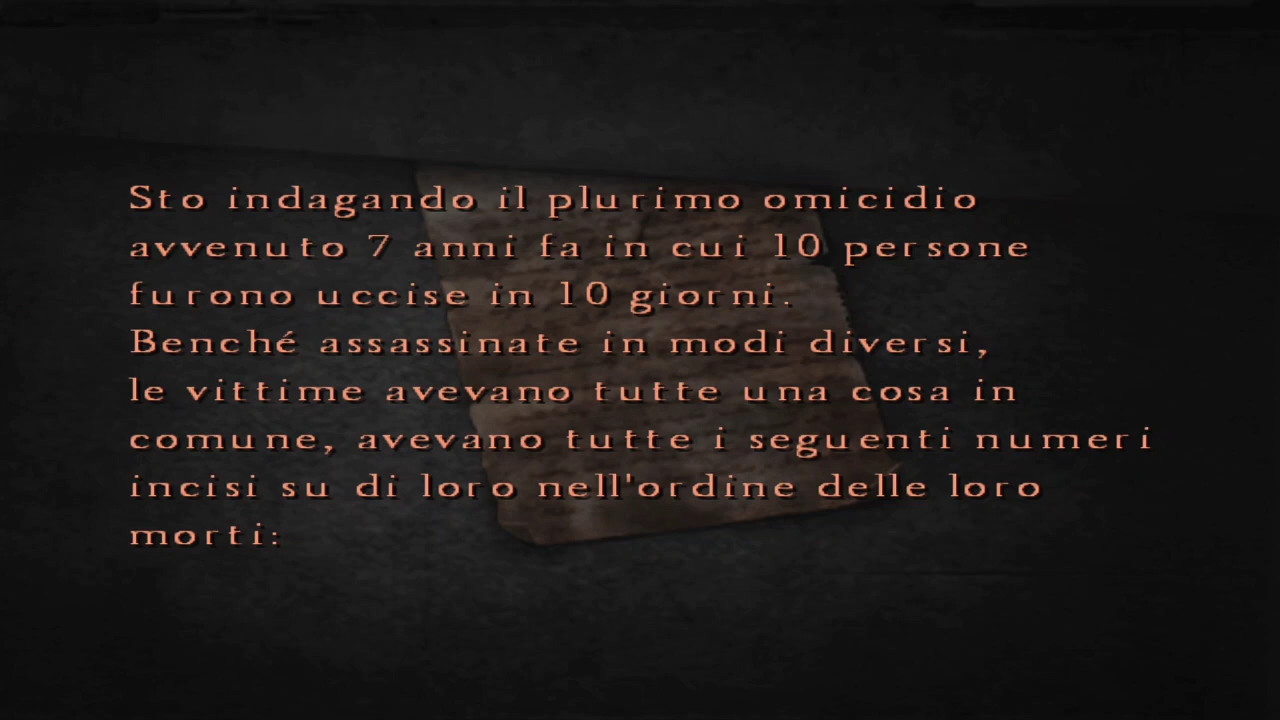 Sto indagando il plurimo omicidio
avvenuto 7 anni fa in cui 10 persone
furono uccise in 10 giorni.
Benché assassinate in modi diversi,
le vittime avevano tutte una cosa in
comune, avevano tutte i seguenti numeri
incisi su di loro nell'ordine delle loro
morti: